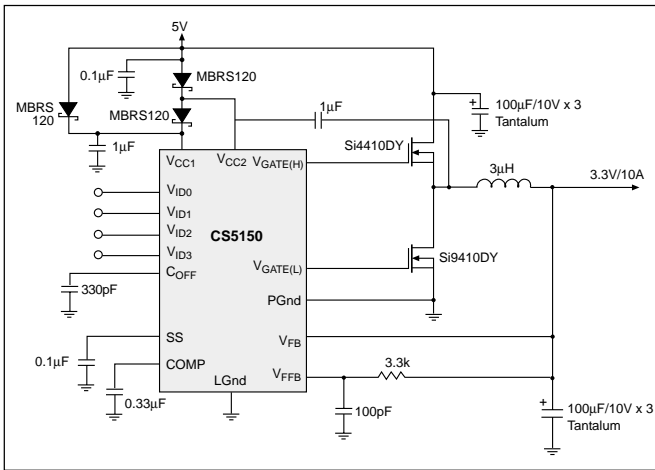 5V
0.1μF
MBRS120
MBRS
120
MBRS120
1μF
1μF
100μF/10V x 3
Tantalum
Si4410DY
3μH
3.3V/10A
VCC1
VCC2
VGATE(H)
VID0
VID1
VID2
VID3
CS5150
COFF
VGATE(L)
Si9410DY
330pF
PGnd
SS
VFB
0.1μF
COMP
VFFB
3.3k
LGnd
0.33μF
100pF
100μF/10V x 3
Tantalum